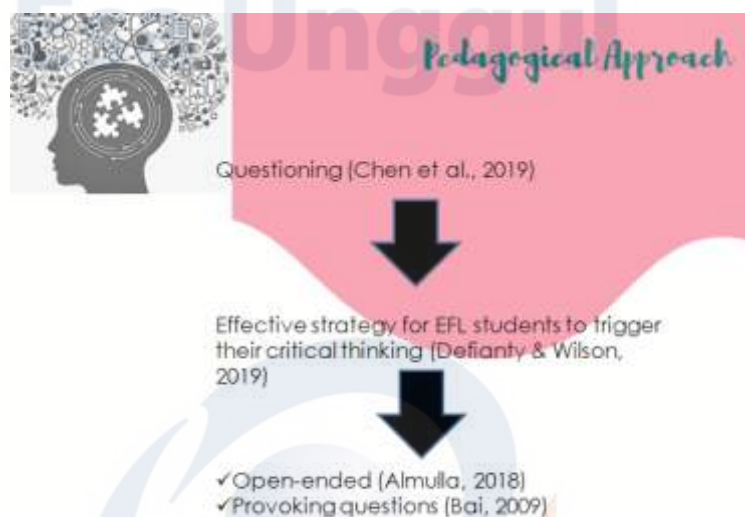 Esa Unggul
Pedagogical Approach
Questioning (Chen et al., 2019)
Effective strategy for EFL students to trigger
their critical thinking (Defianty & Wilson,
2019)
✓Open-ended (Almulla, 2018)
✓Provoking questions (Bai, 2009)